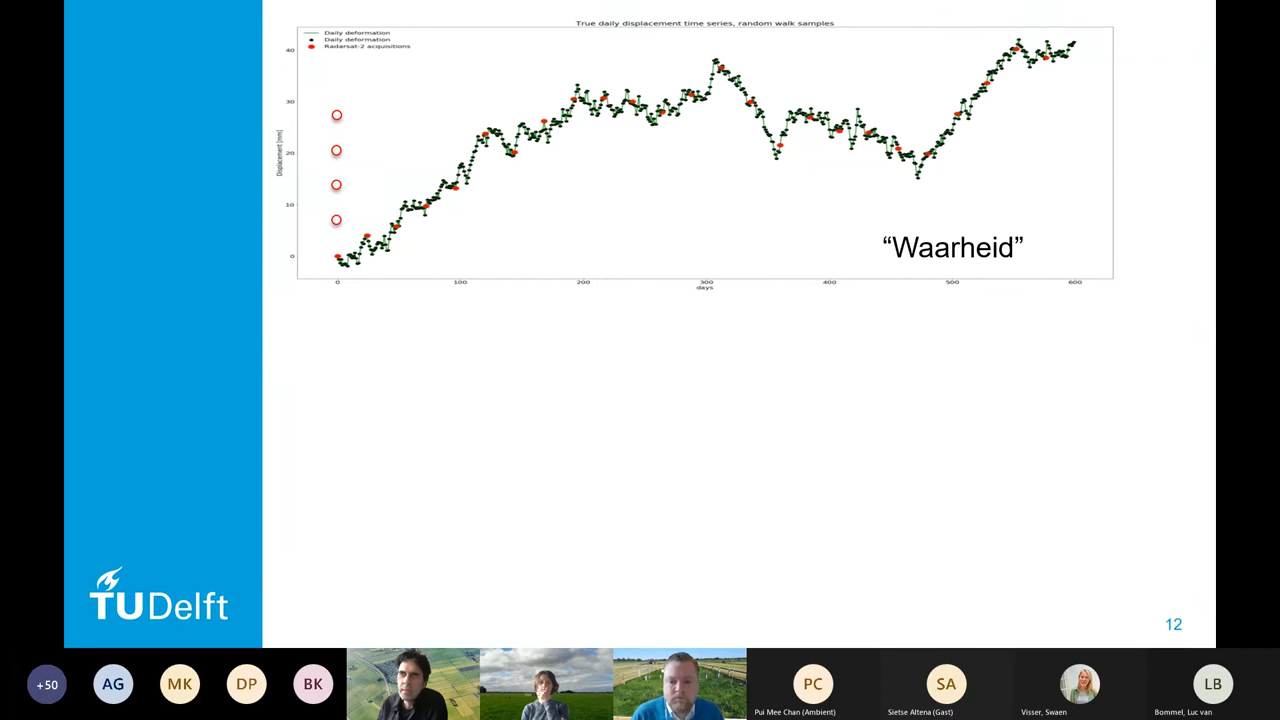 True daily displacement time series, random walk samples
Daily deformation
Daily deformation
Radarsat-2 acquisitions
40
30
20
10
0
Displacement [mm]
0 100 200 300 400 500 600
days
“Waarheid”
TUDelft
12
+50 AG MK DP BK PC SA LB
Pui Mee Chan (Ambient) Sietse Altena (Gast) Visser, Swaen Bommel, Luc van